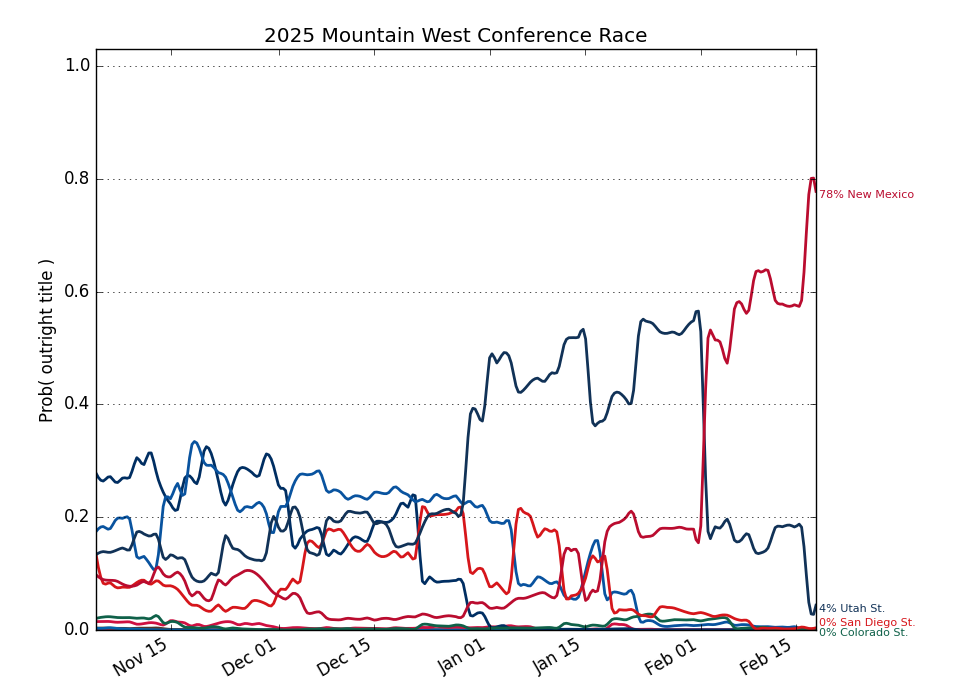 2025 Mountain West Conference Race
Prob( outright title )
1.0
0.8
0.6
0.4
0.2
0.0
78% New Mexico
4% Utah St.
0% San Diego St.
0% Colorado St.
Nov 15
Dec 01
Dec 15
Jan 01
Jan 15
Feb 01
Feb 15